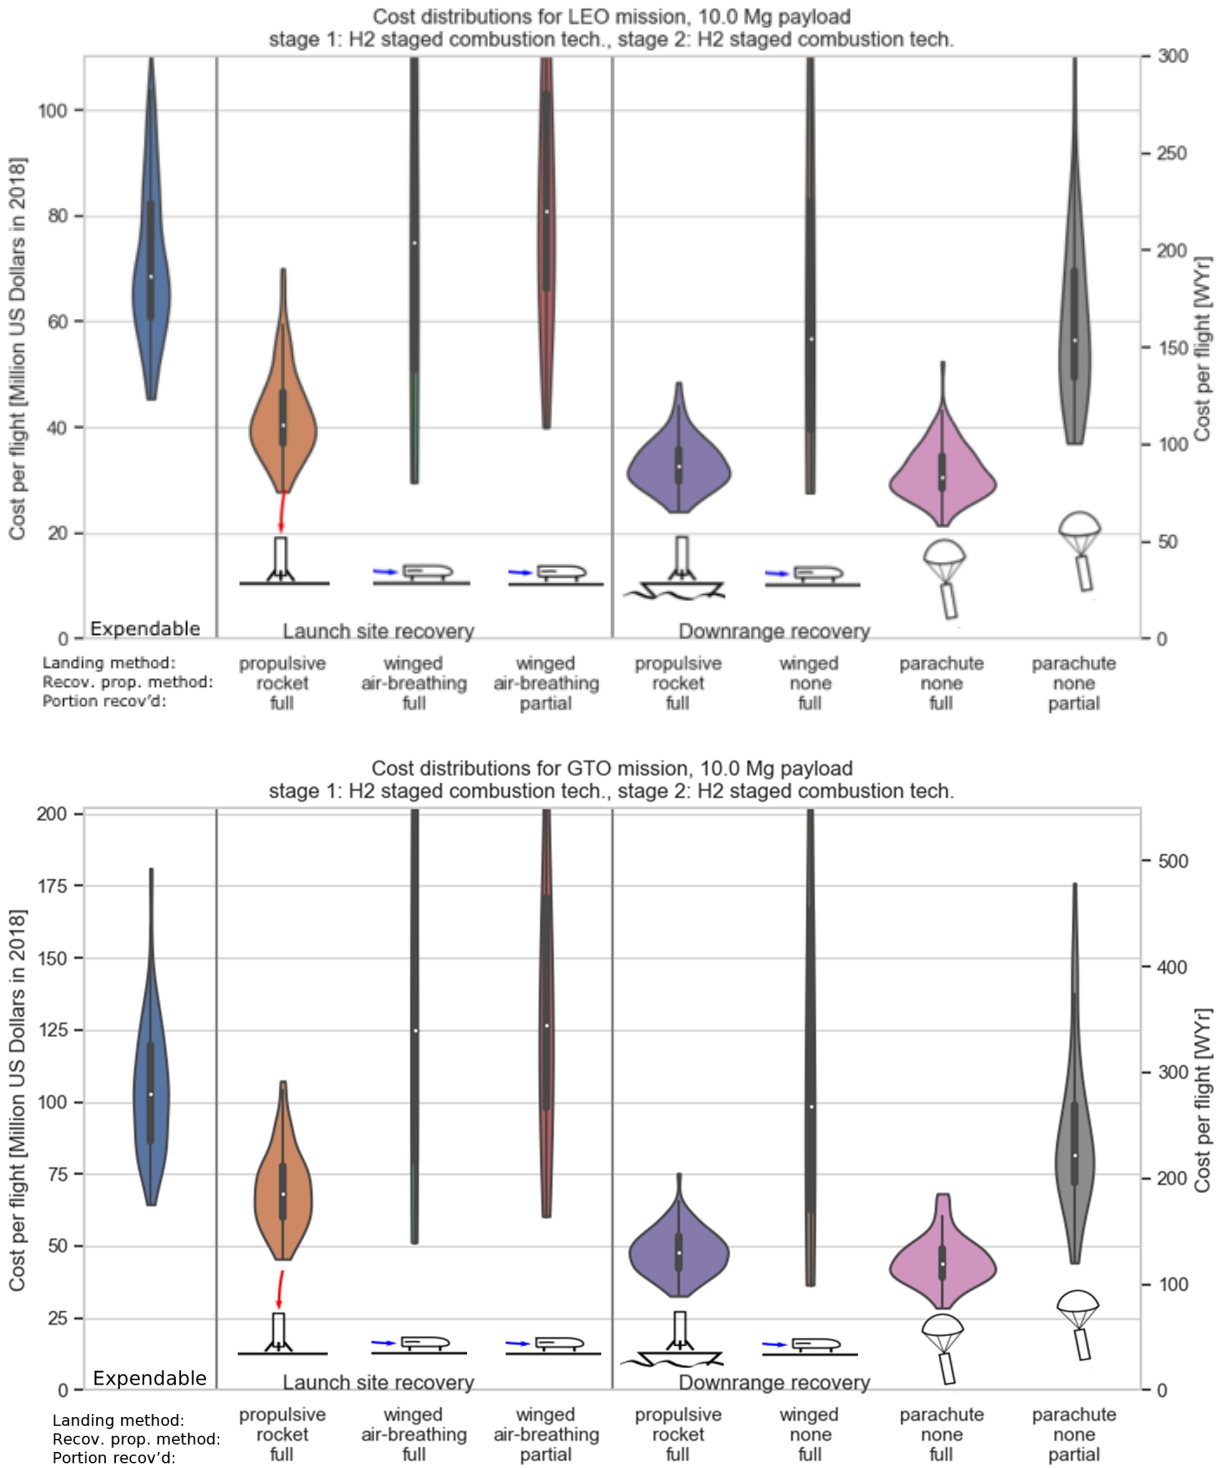 Cost distributions for LEO mission, 10.0 Mg payload
stage 1: H2 staged combustion tech., stage 2: H2 staged combustion tech.
Cost per flight [Million US Dollars in 2018]
100
80
60
40
20
0
300
250
200
150
100
50
0
Cost per flight [WYr]
Expendable
Launch site recovery
Downrange recovery
Landing method:
Recov. prop. method:
Portion recov'd:
propulsive
rocket
full
winged
air-breathing
full
winged
air-breathing
partial
propulsive
rocket
full
winged
none
full
parachute
none
full
parachute
none
partial
Cost distributions for GTO mission, 10.0 Mg payload
stage 1: H2 staged combustion tech., stage 2: H2 staged combustion tech.
Cost per flight [Million US Dollars in 2018]
200
175
150
125
100
75
50
25
0
500
400
300
200
100
0
Cost per flight [WYr]
Expendable
Launch site recovery
Downrange recovery
Landing method:
Recov. prop. method:
Portion recov'd:
propulsive
rocket
full
winged
air-breathing
full
winged
air-breathing
partial
propulsive
rocket
full
winged
none
full
parachute
none
full
parachute
none
partial